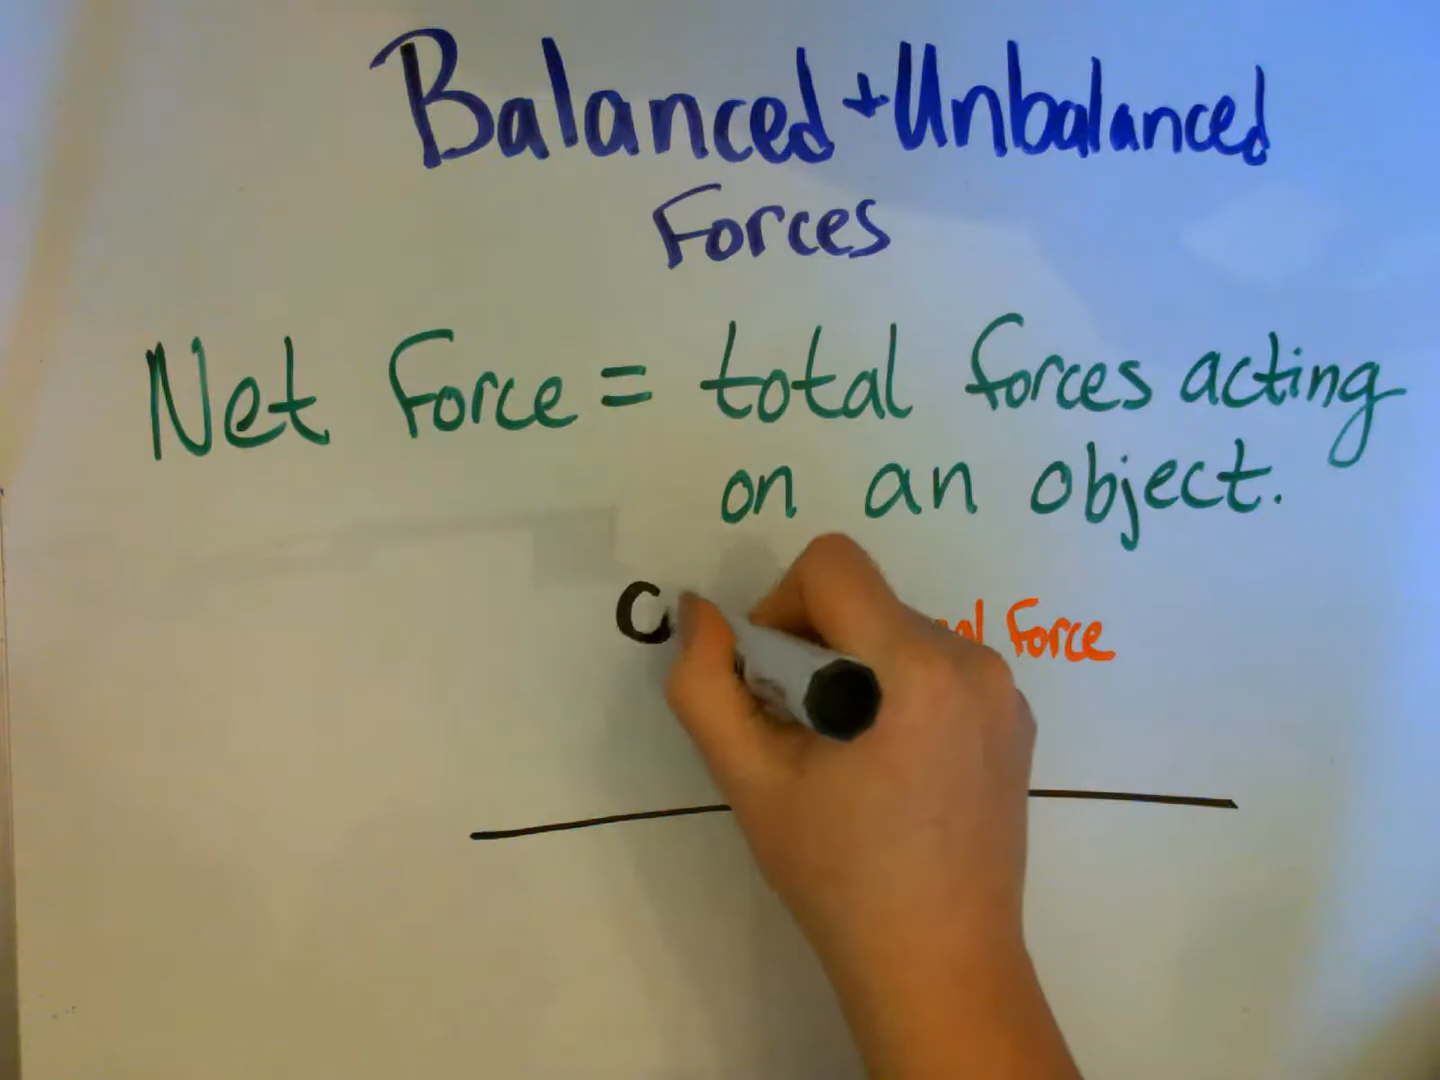 Balanced + Unbalanced
Forces
Net Force = total forces acting
on an object.
Force